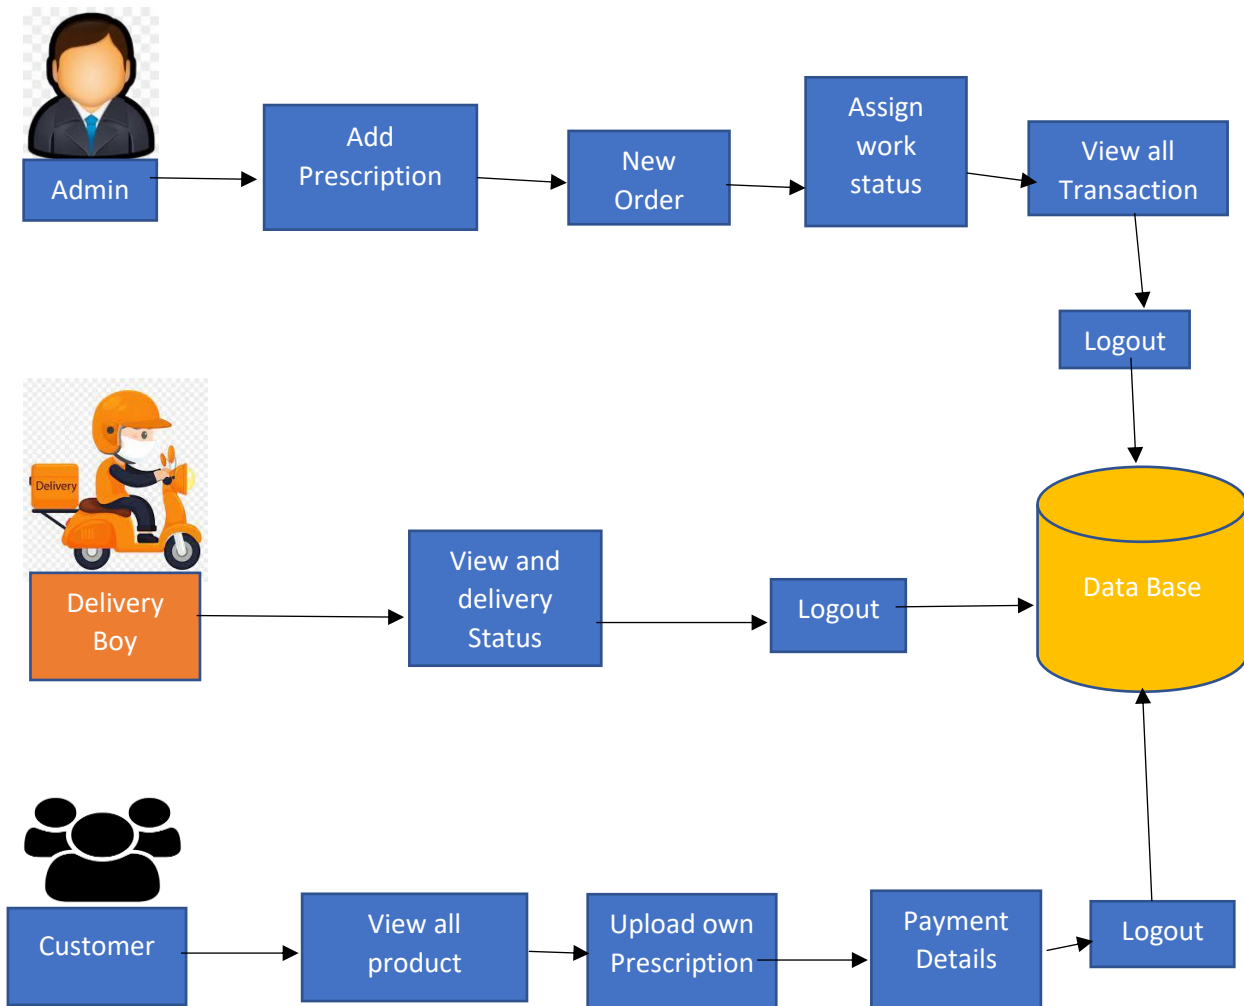 Admin
Add
Prescription
New
Order
Assign
work
status
View all
Transaction
Logout
Delivery
Delivery
Boy
View and
delivery
Status
Logout
Data Base
Customer
View all
product
Upload own
Prescription
Payment
Details
Logout